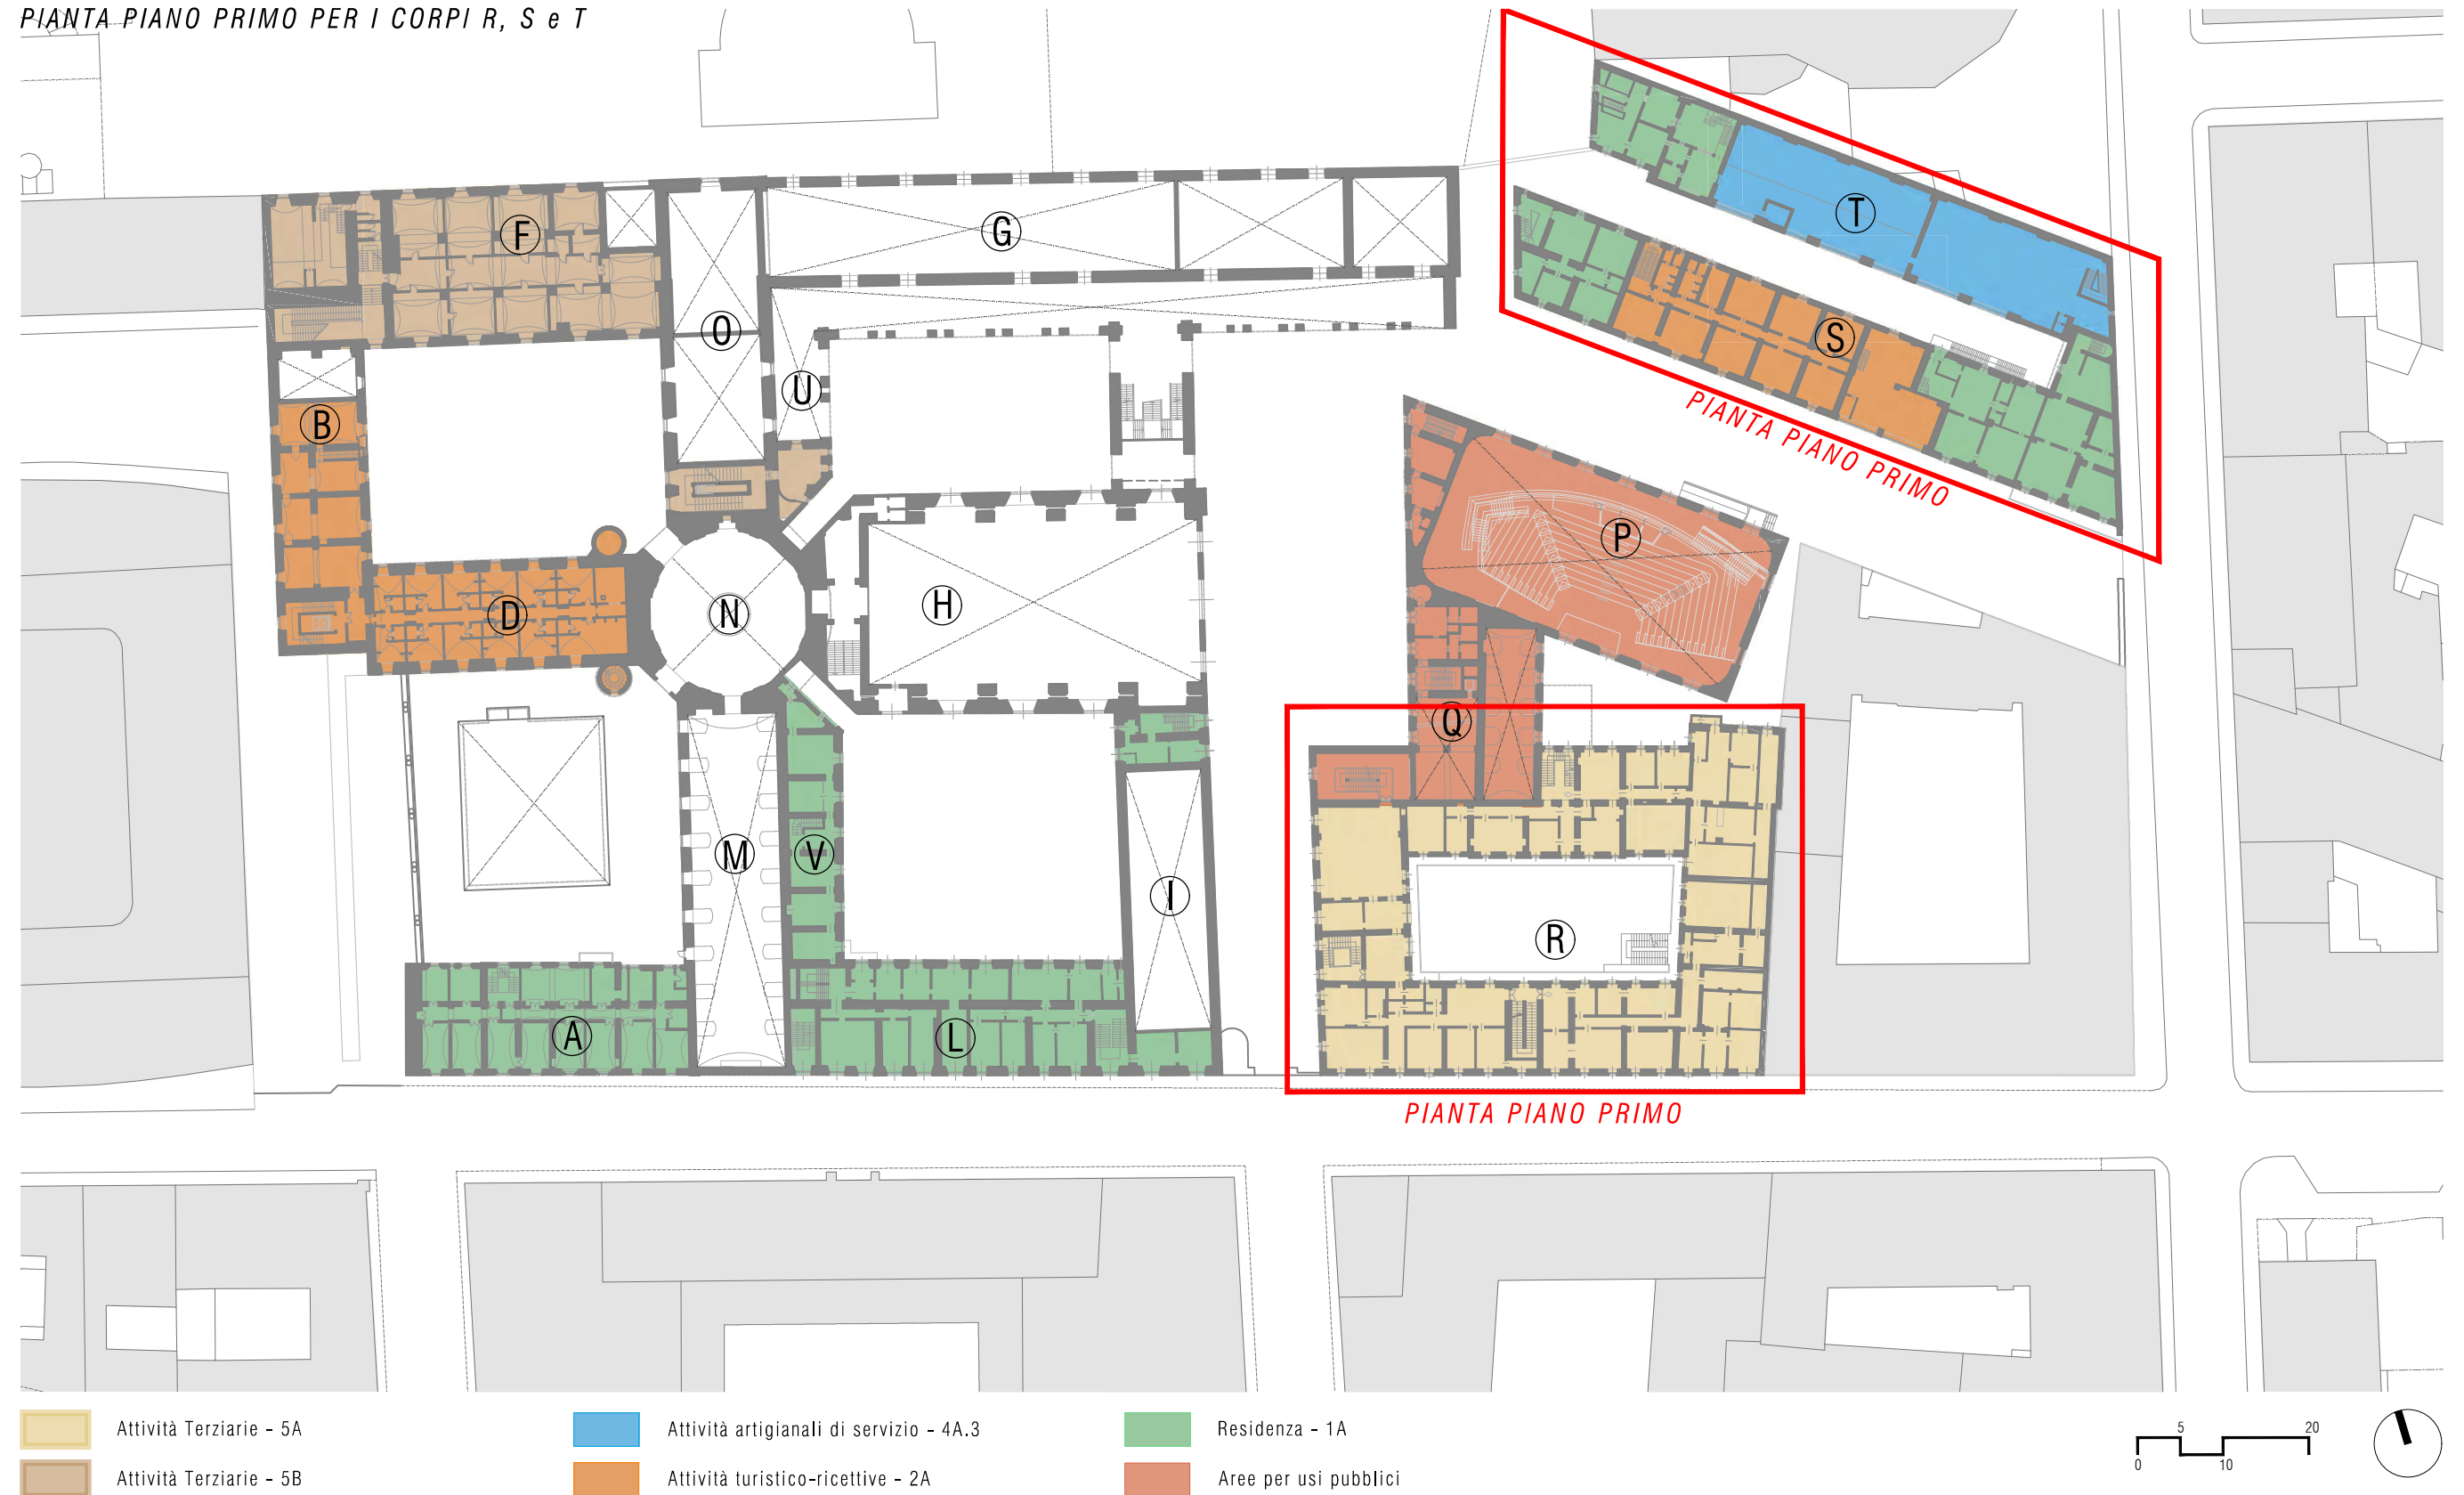 PIANTA PIANO PRIMO PER I CORPI R, S e T
T
F
G
S
O
U
B
PIANTA PIANO PRIMO
P
H
D
N
Q
M
V
I
R
A
L
PIANTA PIANO PRIMO
Attività Terziarie - 5A
Attività artigianali di servizio - 4A.3
Residenza - 1A
5
20
0
10
Attività Terziarie - 5B
Attività turistico-ricettive - 2A
Aree per usi pubblici